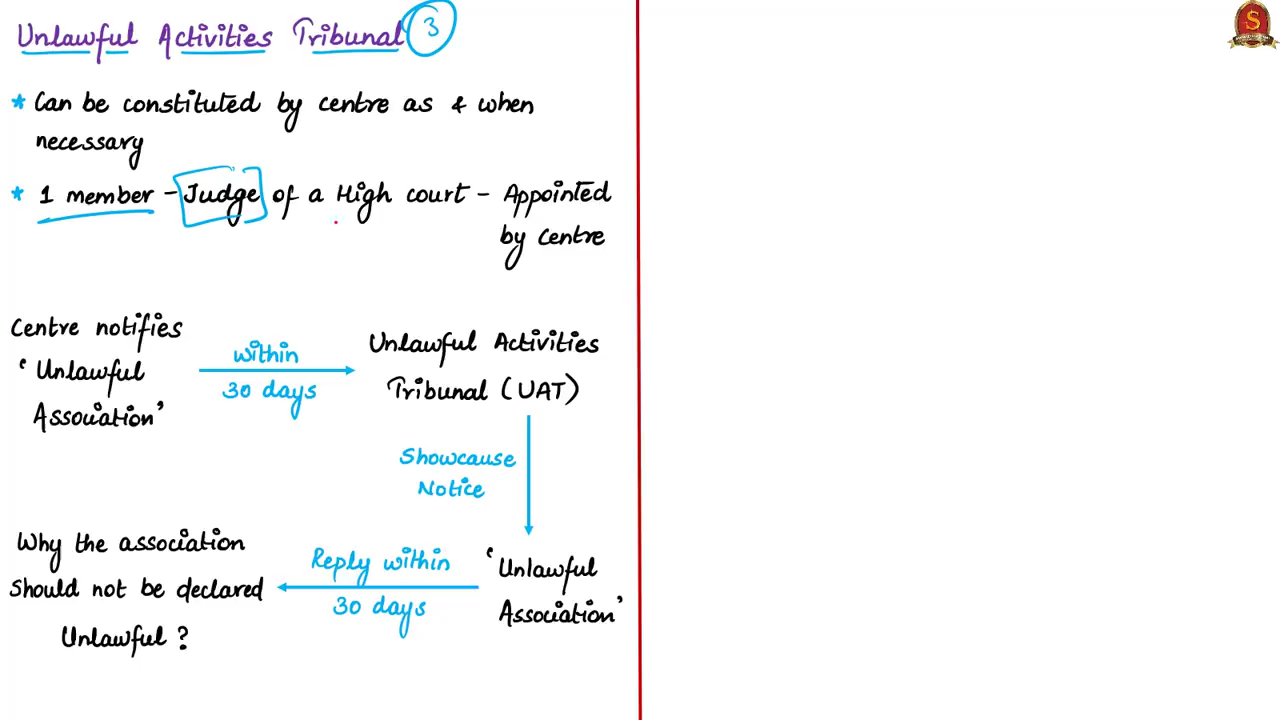 Unlawful Activities Tribunal 3
* Can be constituted by centre as & when
necessary
* 1 member - Judge of a High court - Appointed
by centre
Centre notifies
'Unlawful
Association'
within
30 days
Unlawful Activities
Tribunal (UAT)
Showcause
Notice
'Unlawful
Association'
Reply within
30 days
Why the association
should not be declared
Unlawful ?
S